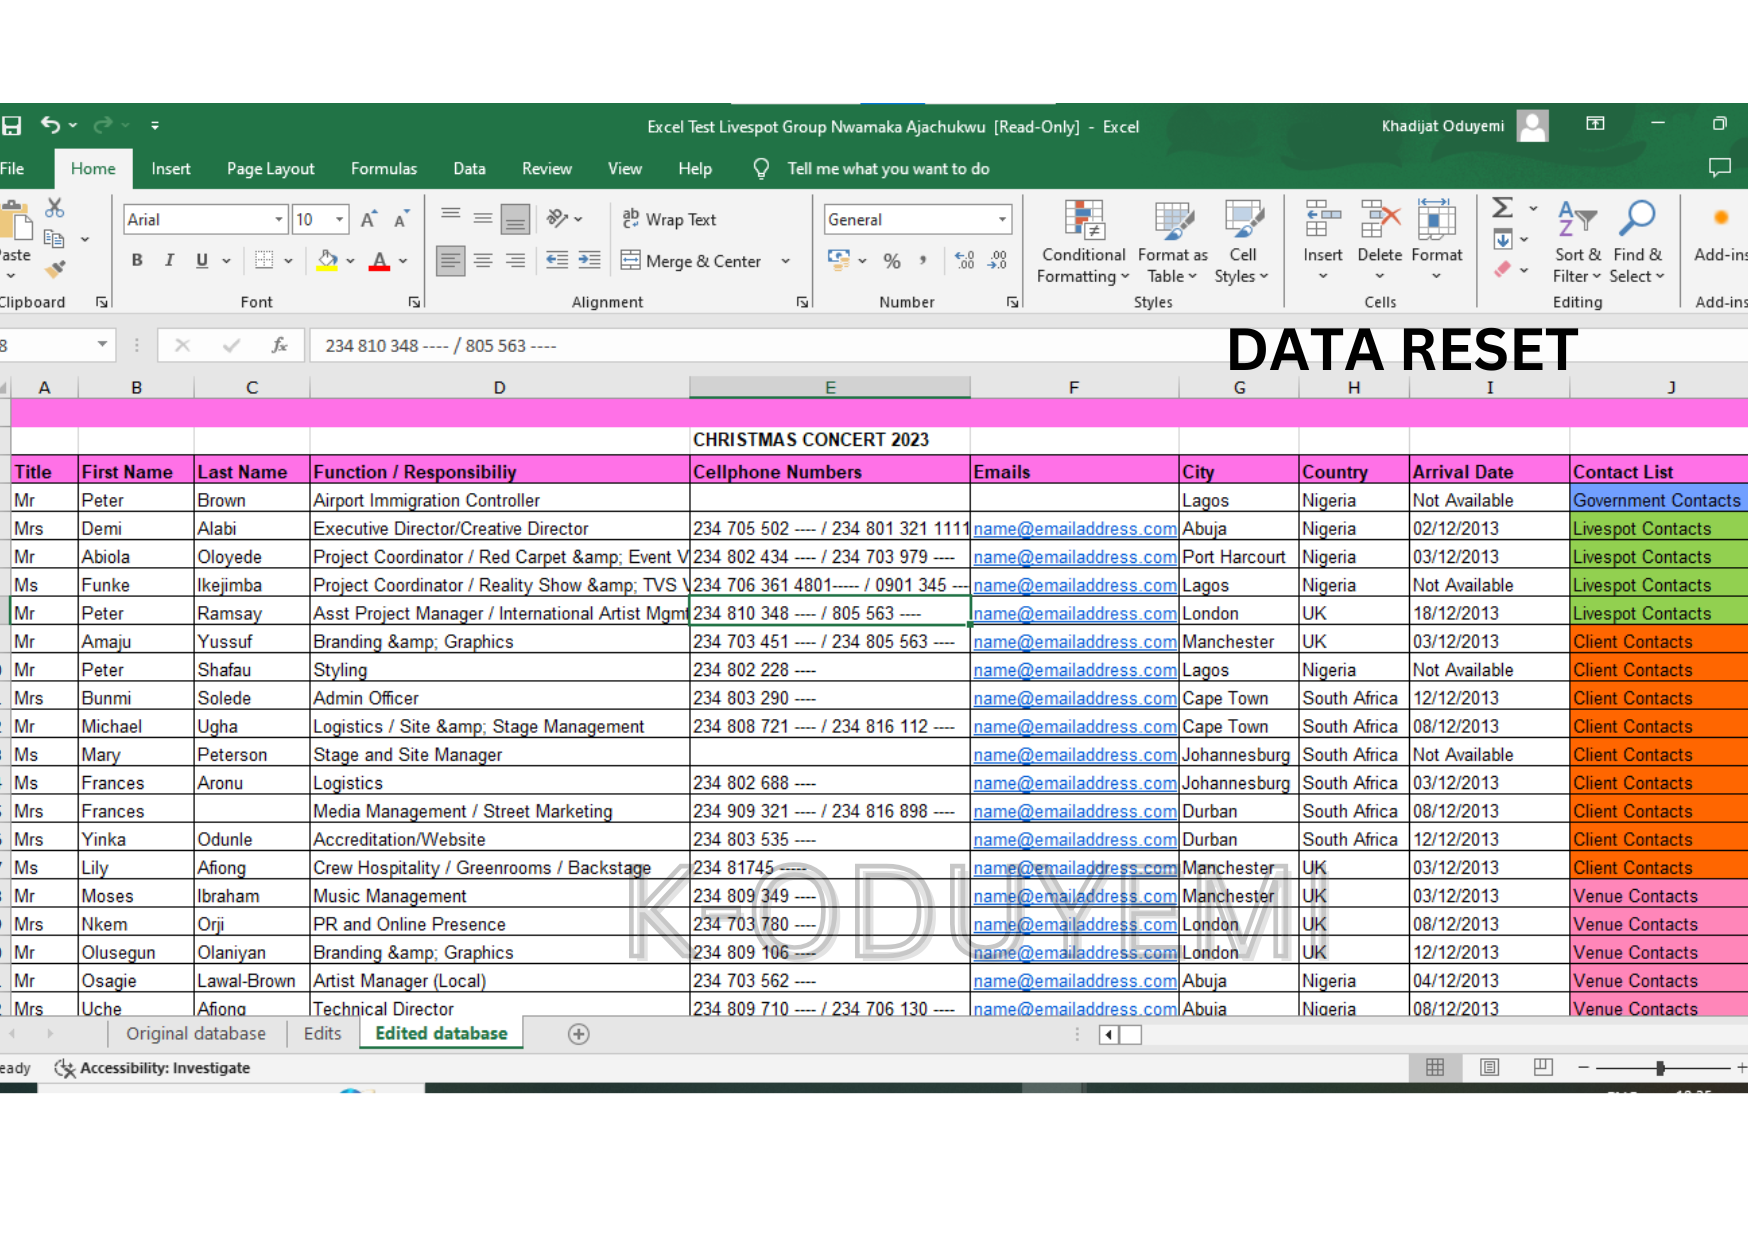 Excel Test Livespot Group Nwamaka Ajachukwu [Read-Only] - Excel
Khadijat Oduyemi
File Home Insert Page Layout Formulas Data Review View Help Tell me what you want to do
Arial 10 Wrap Text General
B I U Merge & Center % Conditional Formatting Format as Table Cell Styles Insert Delete Format Sort & Filter Find & Select Add-ins
Clipboard Font Alignment Number Styles Cells Editing Add-ins
DATA RESET
8 fx 234 810 348 ---- / 805 563 ----
A B C D E F G H I J
CHRISTMAS CONCERT 2023
Title First Name Last Name Function / Responsibiliy Cellphone Numbers Emails City Country Arrival Date Contact List
Mr Peter Brown Airport Immigration Controller Lagos Nigeria Not Available Government Contacts
Mrs Demi Alabi Executive Director/Creative Director 234 705 502 ---- / 234 801 321 1111 name@emailaddress.com Abuja Nigeria 02/12/2013 Livespot Contacts
Mr Abiola Oloyede Project Coordinator / Red Carpet &amp; Event V 234 802 434 ---- / 234 703 979 ---- name@emailaddress.com Port Harcourt Nigeria 03/12/2013 Livespot Contacts
Ms Funke Ikejimba Project Coordinator / Reality Show &amp; TVS V 234 706 361 4801----- / 0901 345 --- name@emailaddress.com Lagos Nigeria Not Available Livespot Contacts
Mr Peter Ramsay Asst Project Manager / International Artist Mgmt 234 810 348 ---- / 805 563 ---- name@emailaddress.com London UK 18/12/2013 Livespot Contacts
Mr Amaju Yussuf Branding &amp; Graphics 234 703 451 ---- / 234 805 563 ---- name@emailaddress.com Manchester UK 03/12/2013 Client Contacts
Mr Peter Shafau Styling 234 802 228 ---- name@emailaddress.com Lagos Nigeria Not Available Client Contacts
Mrs Bunmi Solede Admin Officer 234 803 290 ---- name@emailaddress.com Cape Town South Africa 12/12/2013 Client Contacts
Mr Michael Ugha Logistics / Site &amp; Stage Management 234 808 721 ---- / 234 816 112 ---- name@emailaddress.com Cape Town South Africa 08/12/2013 Client Contacts
Ms Mary Peterson Stage and Site Manager name@emailaddress.com Johannesburg South Africa Not Available Client Contacts
Ms Frances Aronu Logistics 234 802 688 ---- name@emailaddress.com Johannesburg South Africa 03/12/2013 Client Contacts
Mrs Frances Media Management / Street Marketing 234 909 321 ---- / 234 816 898 ---- name@emailaddress.com Durban South Africa 08/12/2013 Client Contacts
Mrs Yinka Odunle Accreditation/Website 234 803 535 ---- name@emailaddress.com Durban South Africa 12/12/2013 Client Contacts
Ms Lily Afiong Crew Hospitality / Greenrooms / Backstage 234 81745 ----- name@emailaddress.com Manchester UK 03/12/2013 Client Contacts
Mr Moses Ibraham Music Management 234 809 349 ---- name@emailaddress.com Manchester UK 03/12/2013 Venue Contacts
Mrs Nkem Orji PR and Online Presence 234 703 780 ---- name@emailaddress.com London UK 08/12/2013 Venue Contacts
Mr Olusegun Olaniyan Branding &amp; Graphics 234 809 106 ---- name@emailaddress.com London UK 12/12/2013 Venue Contacts
Mr Osagie Lawal-Brown Artist Manager (Local) 234 703 562 ---- name@emailaddress.com Abuja Nigeria 04/12/2013 Venue Contacts
Mrs Uche Afiong Technical Director 234 809 710 ---- / 234 706 130 ---- name@emailaddress.com Abuja Nigeria 08/12/2013 Venue Contacts
K-ODUYEMI
Original database Edits Edited database
eady Accessibility: Investigate